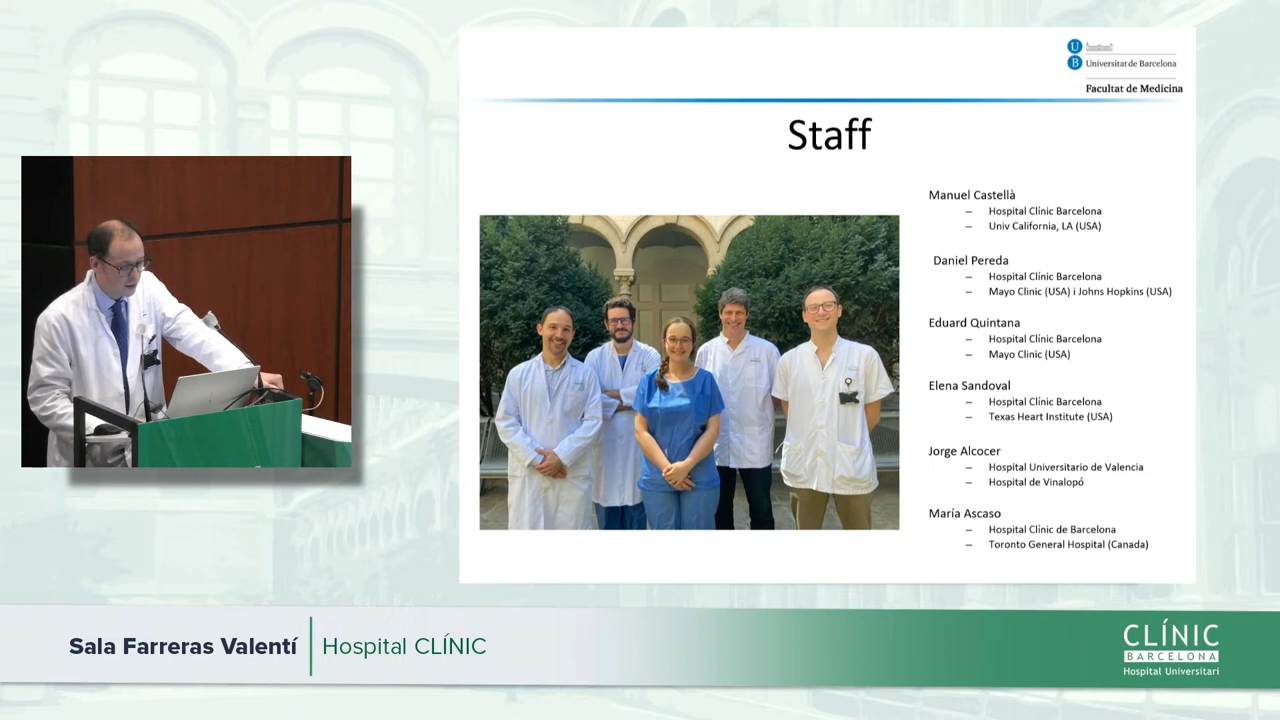 U
B
Universitat de Barcelona
Facultat de Medicina
Staff
Manuel Castellà
– Hospital Clínic Barcelona
– Univ California, LA (USA)
Daniel Pereda
– Hospital Clínic Barcelona
– Mayo Clinic (USA) i Johns Hopkins (USA)
Eduard Quintana
– Hospital Clínic Barcelona
– Mayo Clinic (USA)
Elena Sandoval
– Hospital Clínic Barcelona
– Texas Heart Institute (USA)
Jorge Alcocer
– Hospital Universitario de Valencia
– Hospital de Vinalopó
María Ascaso
– Hospital Clínic de Barcelona
– Toronto General Hospital (Canada)
Sala Farreras Valentí
Hospital CLÍNIC
CLÍNIC
BARCELONA
Hospital Universitari